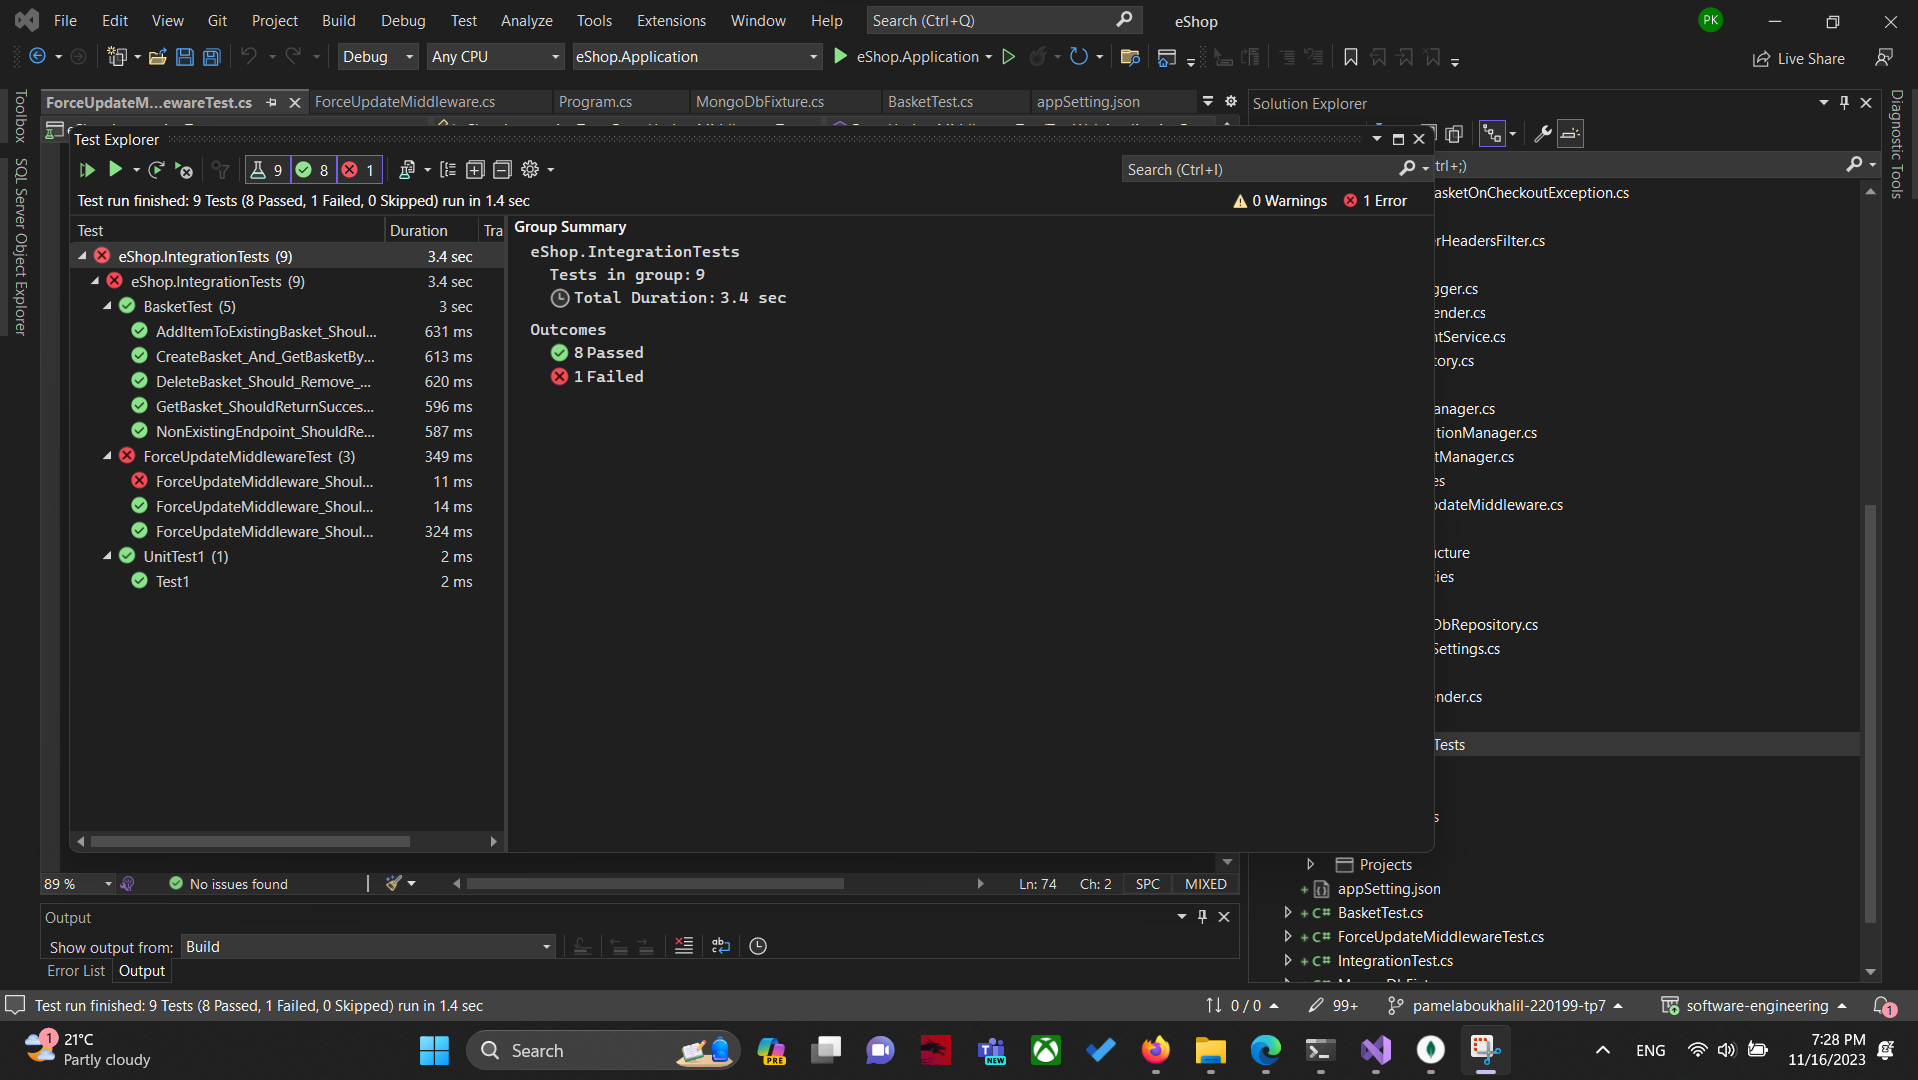 File Edit View Git Project Build Debug Test Analyze Tools Extensions Window Help Search (Ctrl+Q) eShop PK
Debug Any CPU eShop.Application eShop.Application Live Share
Toolbox
SQL Server Object Explorer
ForceUpdateM...ewareTest.cs ForceUpdateMiddleware.cs Program.cs MongoDbFixture.cs BasketTest.cs appSetting.json
Test Explorer
9 8 1
Search (Ctrl+I)
Test run finished: 9 Tests (8 Passed, 1 Failed, 0 Skipped) run in 1.4 sec
0 Warnings 1 Error
Test Duration Tra
eShop.IntegrationTests (9) 3.4 sec
eShop.IntegrationTests (9) 3.4 sec
BasketTest (5) 3 sec
AddItemToExistingBasket_Shoul... 631 ms
CreateBasket_And_GetBasketBy... 613 ms
DeleteBasket_Should_Remove_... 620 ms
GetBasket_ShouldReturnSucces... 596 ms
NonExistingEndpoint_ShouldRe... 587 ms
ForceUpdateMiddlewareTest (3) 349 ms
ForceUpdateMiddleware_Shoul... 11 ms
ForceUpdateMiddleware_Shoul... 14 ms
ForceUpdateMiddleware_Shoul... 324 ms
UnitTest1 (1) 2 ms
Test1 2 ms
Group Summary
eShop.IntegrationTests
Tests in group: 9
Total Duration: 3.4 sec
Outcomes
8 Passed
1 Failed
Solution Explorer
trl+;)
asketOnCheckoutException.cs
erHeadersFilter.cs
gger.cs
ender.cs
ntService.cs
tory.cs
anager.cs
tionManager.cs
tManager.cs
es
pdateMiddleware.cs
ucture
cies
DbRepository.cs
Settings.cs
nder.cs
Tests
s
Projects
appSetting.json
BasketTest.cs
ForceUpdateMiddlewareTest.cs
IntegrationTest.cs
Diagnostic Tools
89 % No issues found Ln: 74 Ch: 2 SPC MIXED
Output
Show output from: Build
Error List Output
Test run finished: 9 Tests (8 Passed, 1 Failed, 0 Skipped) run in 1.4 sec
0 / 0 99+ pamelaboukhalil-220199-tp7 software-engineering 1
1 21°C
Partly cloudy
Search
PRE
NEW
ENG
7:28 PM
11/16/2023